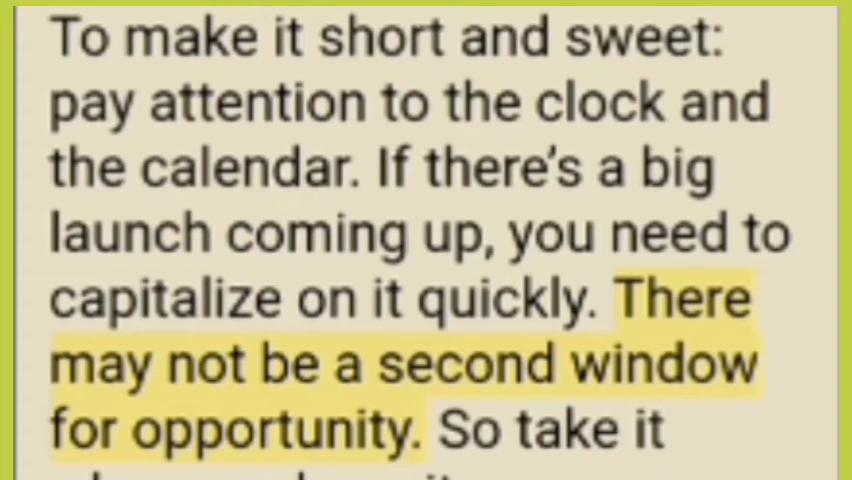 To make it short and sweet:
pay attention to the clock and
the calendar. If there’s a big
launch coming up, you need to
capitalize on it quickly. There
may not be a second window
for opportunity. So take it